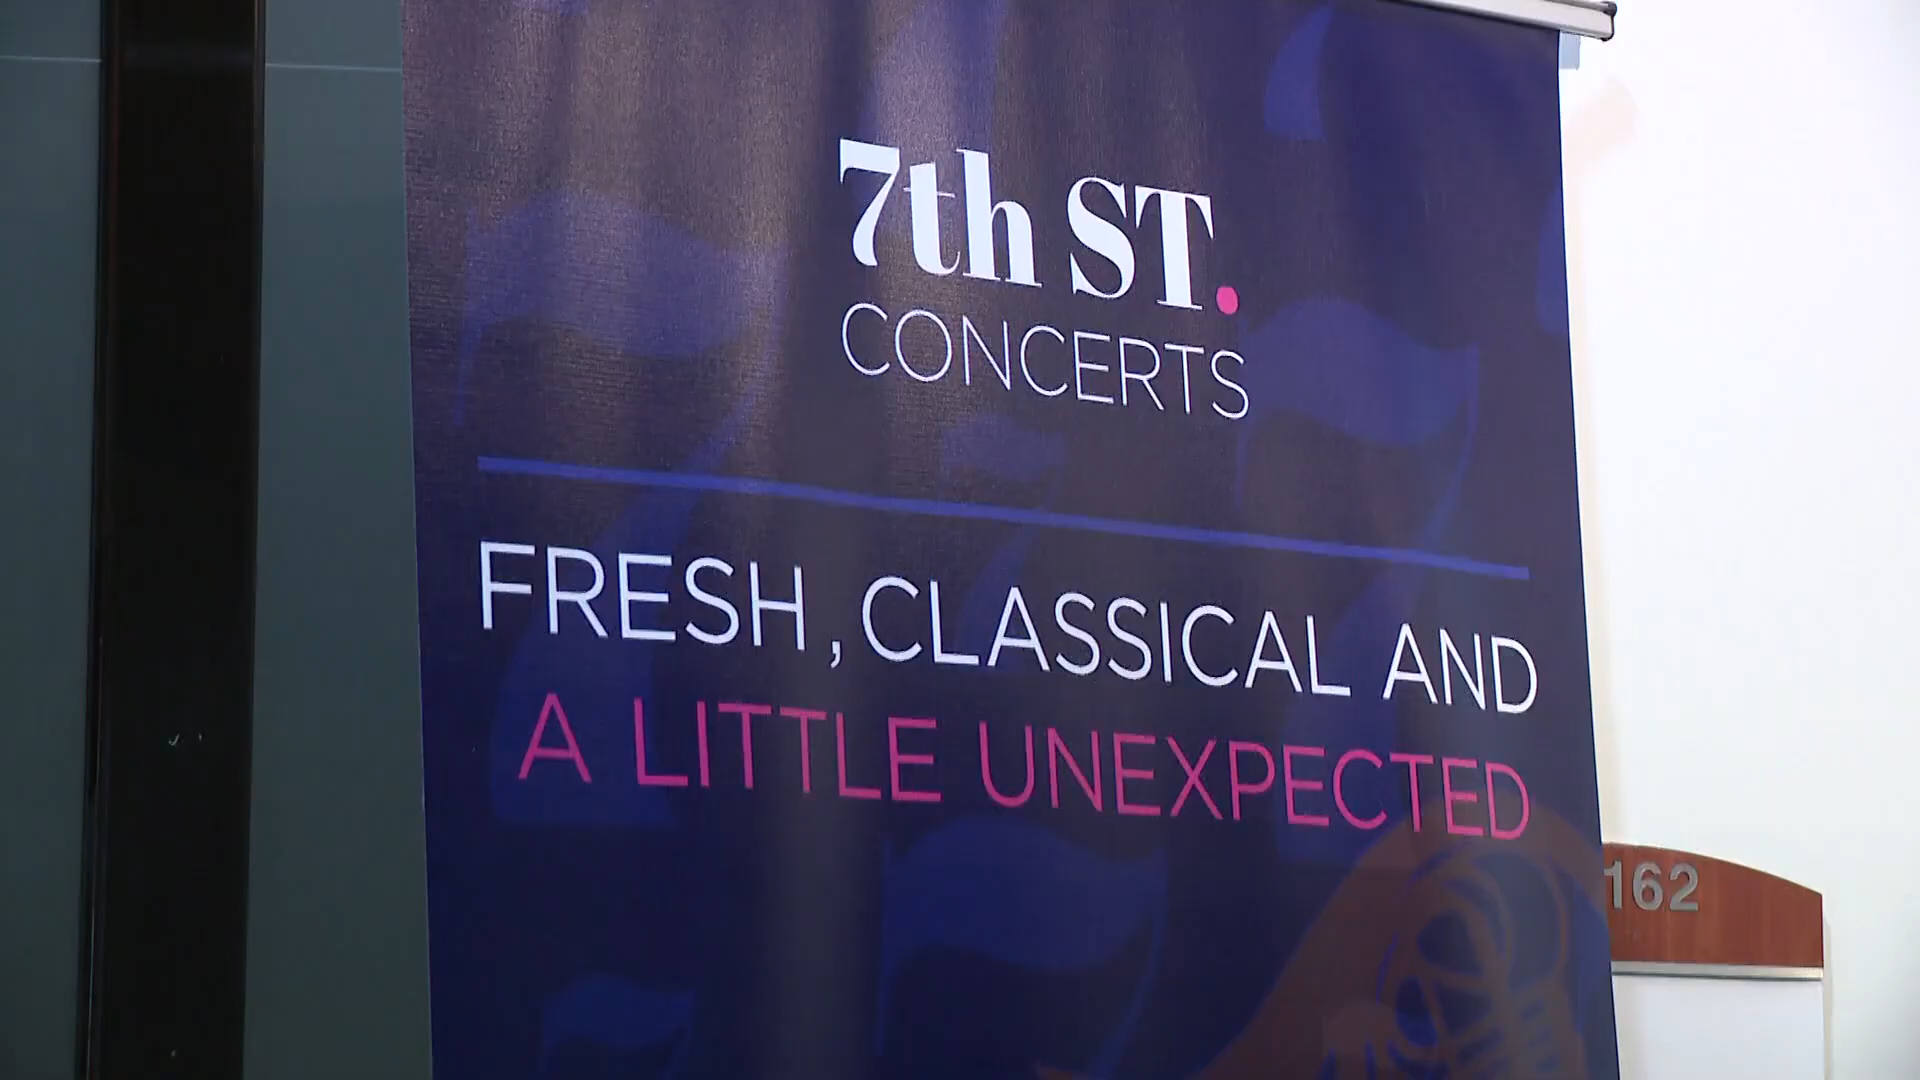 7th ST.
CONCERTS
FRESH, CLASSICAL AND
A LITTLE UNEXPECTED
162